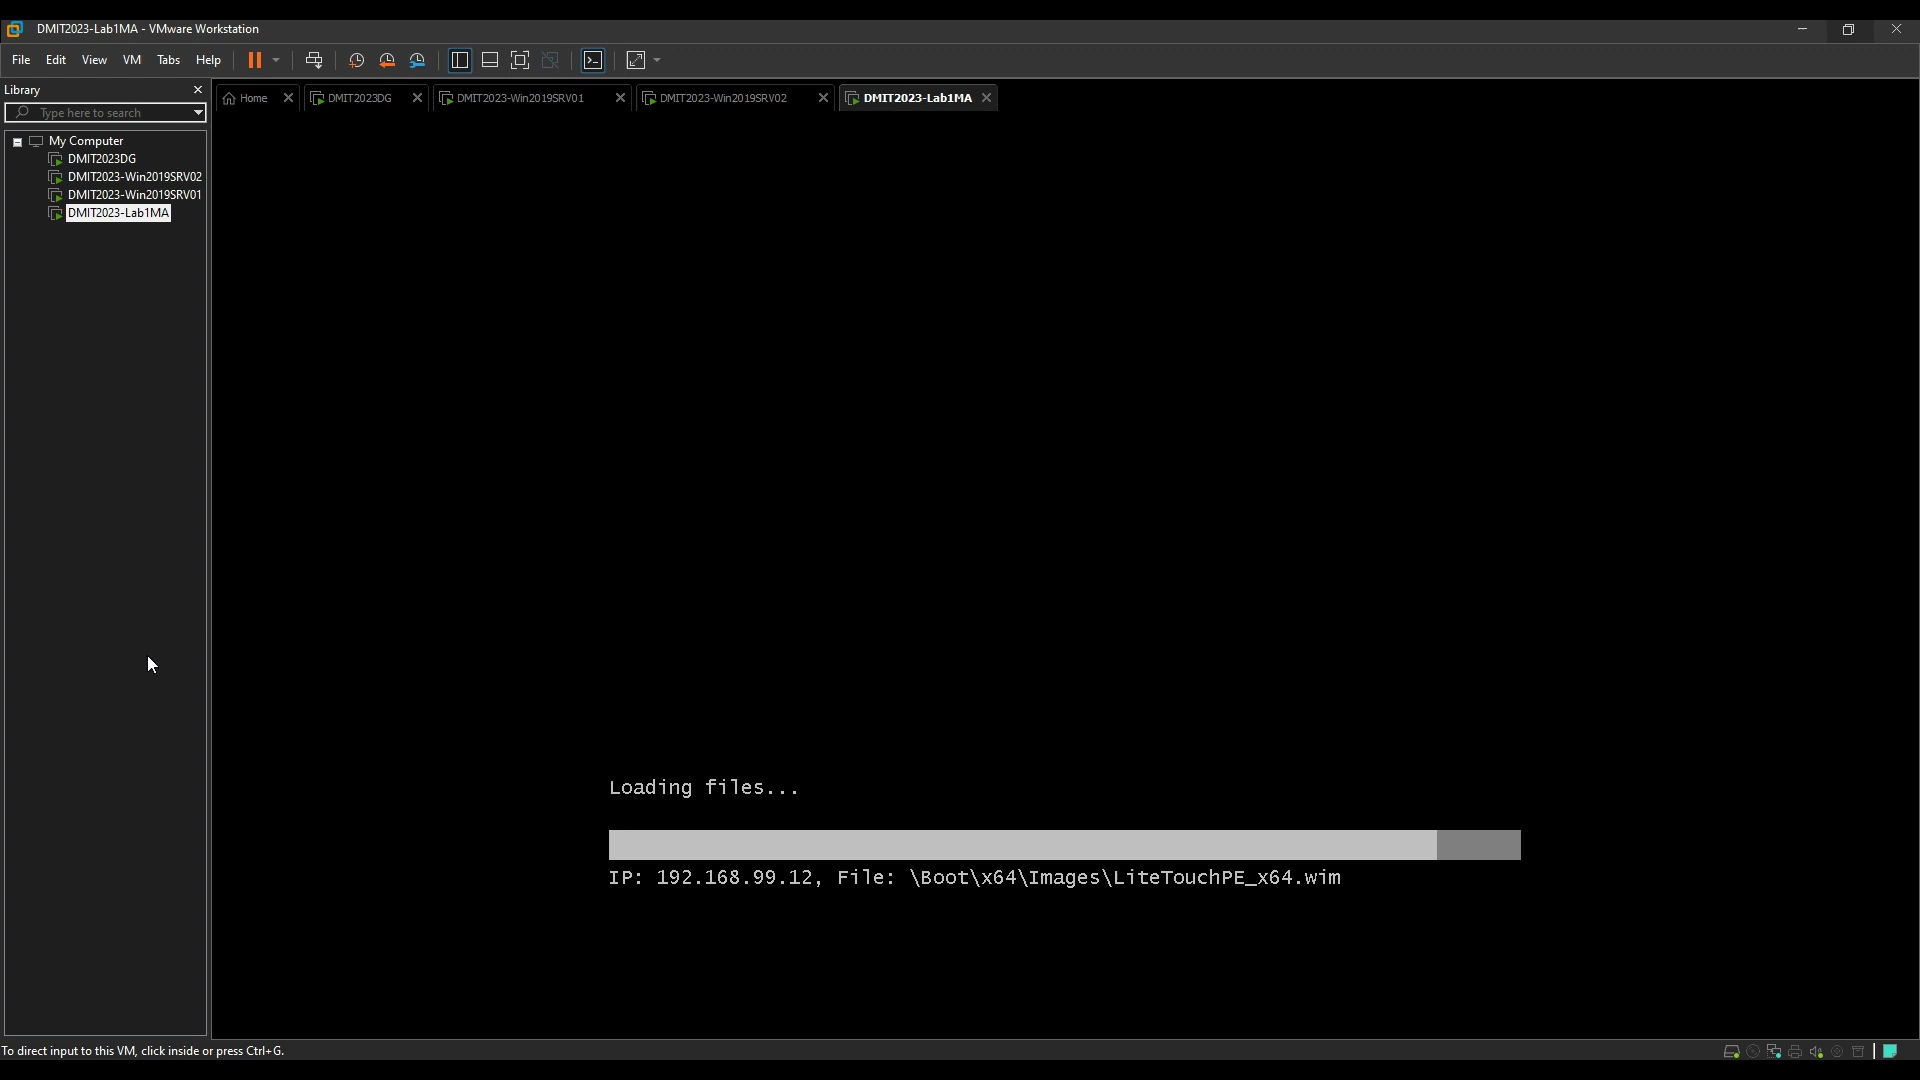 DMIT2023-Lab1MA - VMware Workstation
File Edit View VM Tabs Help
Library
Type here to search
Home
DMIT2023DG
DMIT2023-Win2019SRV01
DMIT2023-Win2019SRV02
DMIT2023-Lab1MA
My Computer
DMIT2023DG
DMIT2023-Win2019SRV02
DMIT2023-Win2019SRV01
DMIT2023-Lab1MA
Loading files...
IP: 192.168.99.12, File: \Boot\x64\Images\LiteTouchPE_x64.wim
To direct input to this VM, click inside or press Ctrl+G.